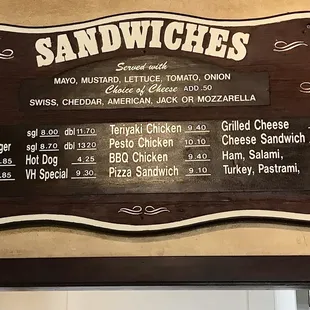 SANDWICHES
Served with
MAYO, MUSTARD, LETTUCE, TOMATO, ONION
Choice of Cheese ADD .50
SWISS, CHEDDAR, AMERICAN, JACK OR MOZZARELLA
sgl 8.00 dbl 11.70 Teriyaki Chicken 9.40 Grilled Cheese
ger sgl 8.70 dbl 13.20 Pesto Chicken 10.10 Cheese Sandwich
.85 Hot Dog 4.25 BBQ Chicken 9.40 Ham, Salami,
.85 VH Special 9.30 Pizza Sandwich 9.10 Turkey, Pastrami,